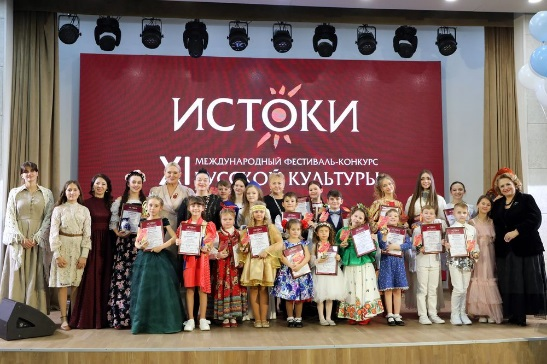 ИСТОКИ
XI МЕЖДУНАРОДНЫЙ ФЕСТИВАЛЬ-КОНКУРС
РУССКОЙ КУЛЬТУРЫ